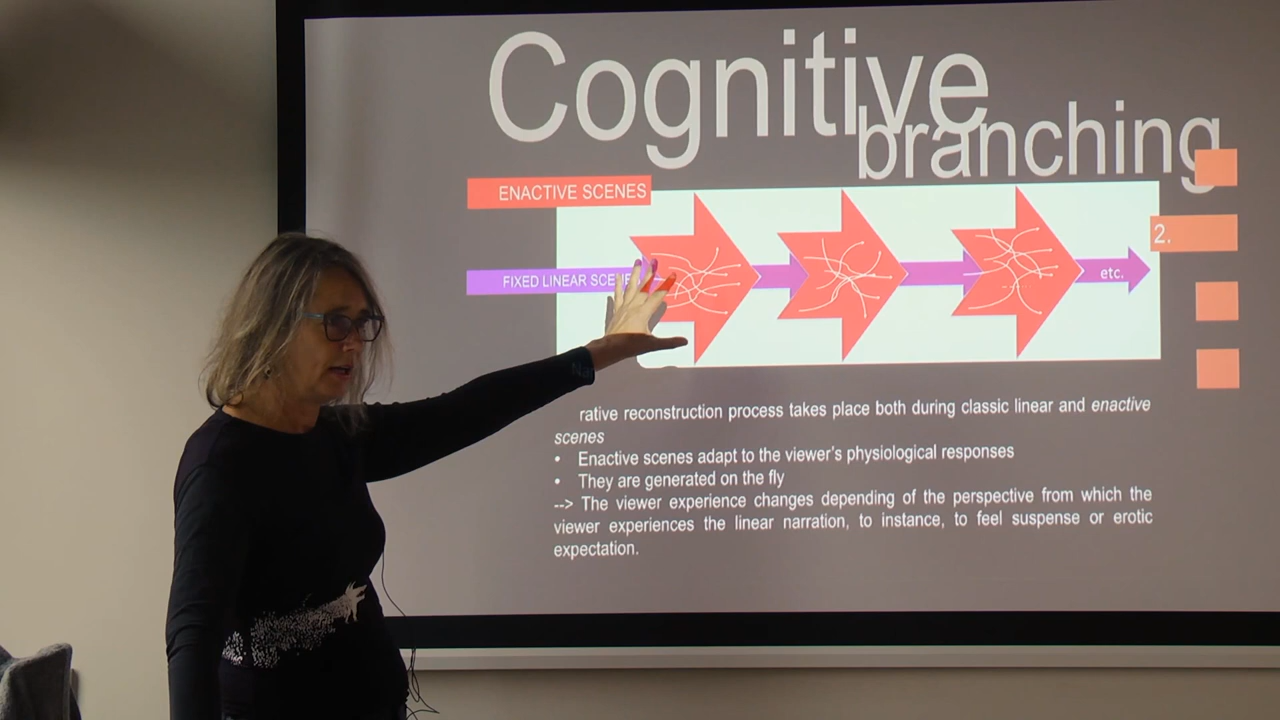 Cognitive
branching
ENACTIVE SCENES
2.
FIXED LINEAR SCENE
etc.
rative reconstruction process takes place both during classic linear and enactive
scenes
• Enactive scenes adapt to the viewer's physiological responses
• They are generated on the fly
--> The viewer experience changes depending of the perspective from which the
viewer experiences the linear narration, to instance, to feel suspense or erotic
expectation.